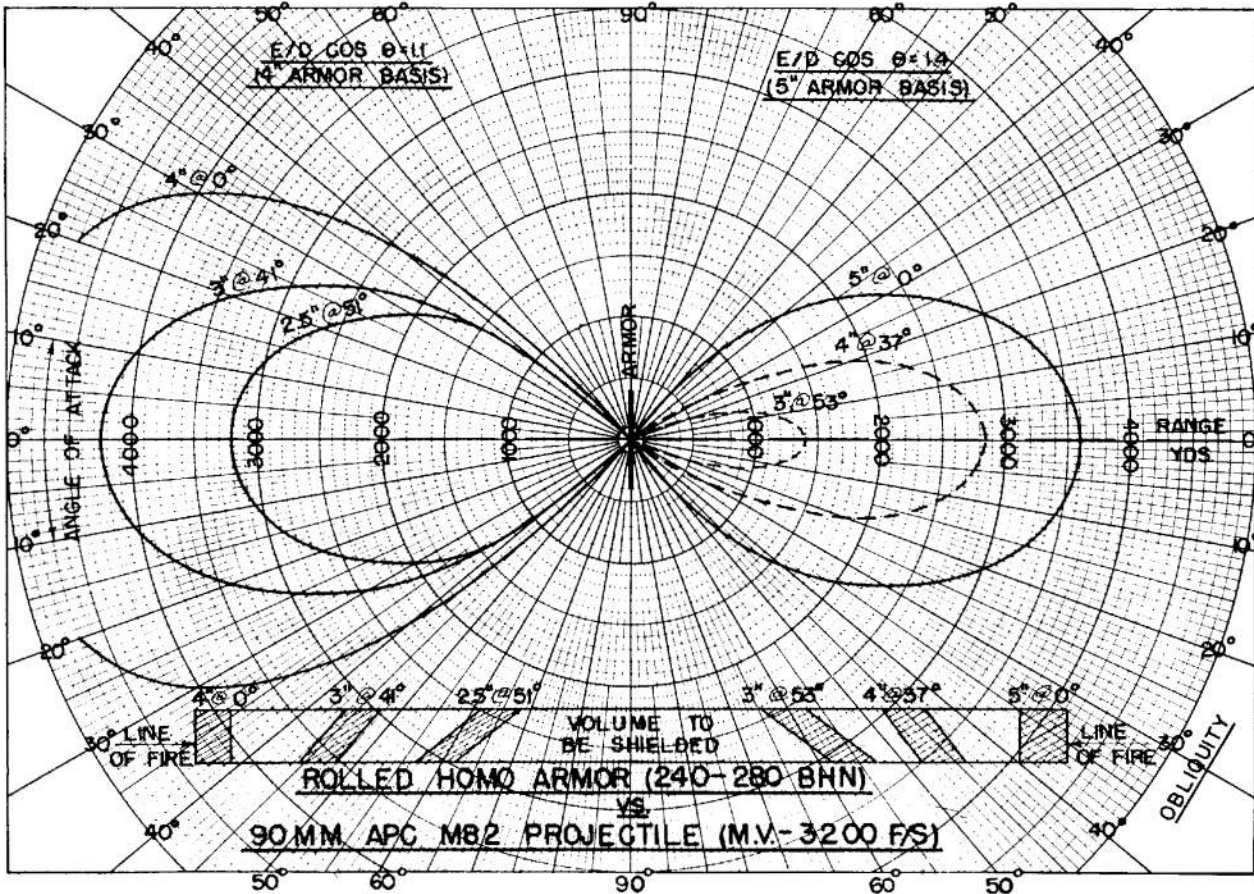 50° 60° 90° 60° 50°
40° 40°
E/D COS θ = 1.1
(4" ARMOR BASIS)
E/D COS θ = 1.4
(5" ARMOR BASIS)
30° 30°
4" @ 0°
20° 20°
3" @ 41°
2.5" @ 51°
5" @ 0°
4" @ 37°
3" @ 53°
ARMOR
10° 10°
ANGLE OF ATTACK
0° 4000 3000 2000 1000 1000 2000 3000 4000 0
RANGE
YDS
10° 10°
20° 20°
4" @ 0° 3" @ 41° 2.5" @ 51° 3" @ 53° 4" @ 37° 5" @ 0°
30° LINE
OF FIRE
VOLUME TO
BE SHIELDED
LINE
OF FIRE 30°
OBLIQUITY
ROLLED HOMO ARMOR (240-280 BHN)
VS.
90MM APC M82 PROJECTILE (M.V.-3200 F/S)
40° 40°
50° 60° 90° 60 50°